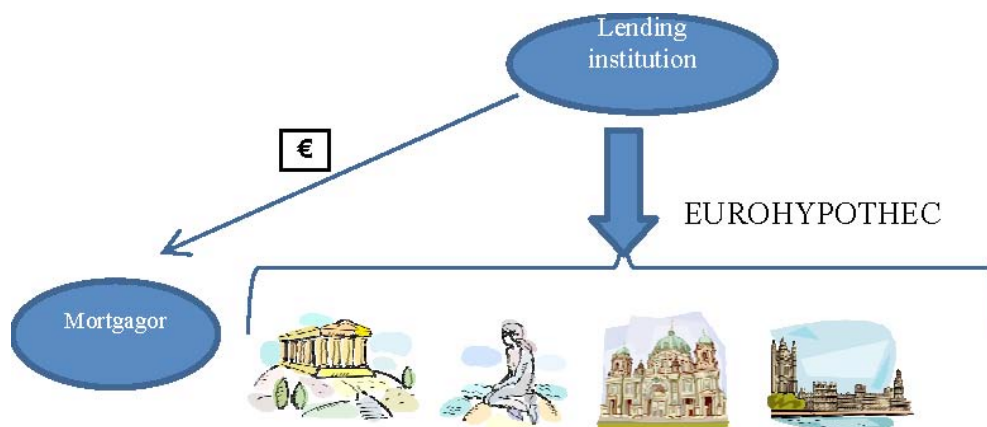 Lending
institution
€
EUROHYPOTHEC
Mortgagor